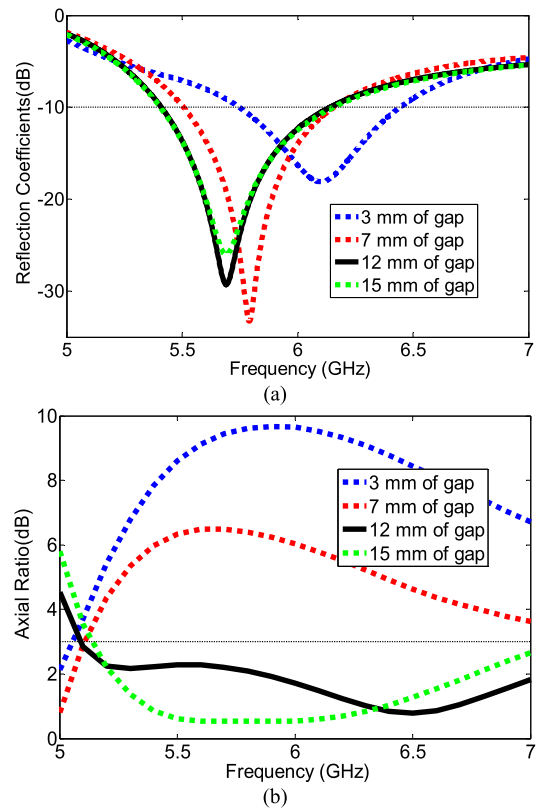 0
-10
-20
-30
Reflection Coefficients(dB)
3 mm of gap
7 mm of gap
12 mm of gap
15 mm of gap
5 5.5 6 6.5 7
Frequency (GHz)
(a)
10
8
6
4
2
0
Axial Ratio(dB)
3 mm of gap
7 mm of gap
12 mm of gap
15 mm of gap
5 5.5 6 6.5 7
Frequency (GHz)
(b)